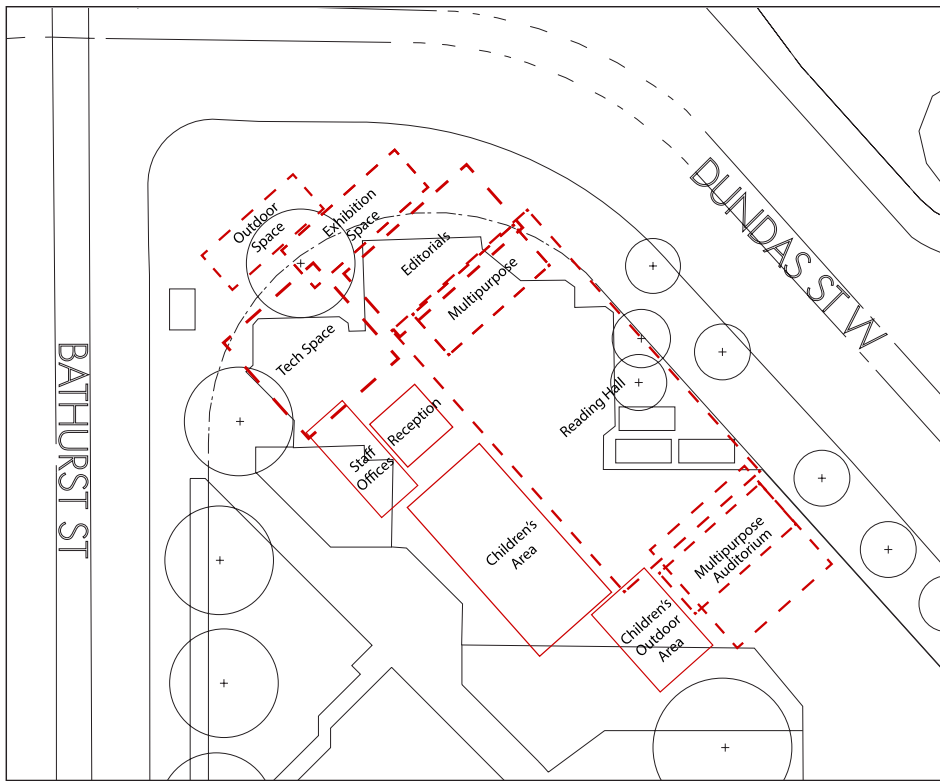 DUNDAS ST W
BATHURST ST
Outdoor
Space
Exhibition
Space
Editorials
Multipurpose
Tech Space
Reception
Staff
Offices
Reading Hall
Children's
Area
Multipurpose
Auditorium
Children's
Outdoor
Area